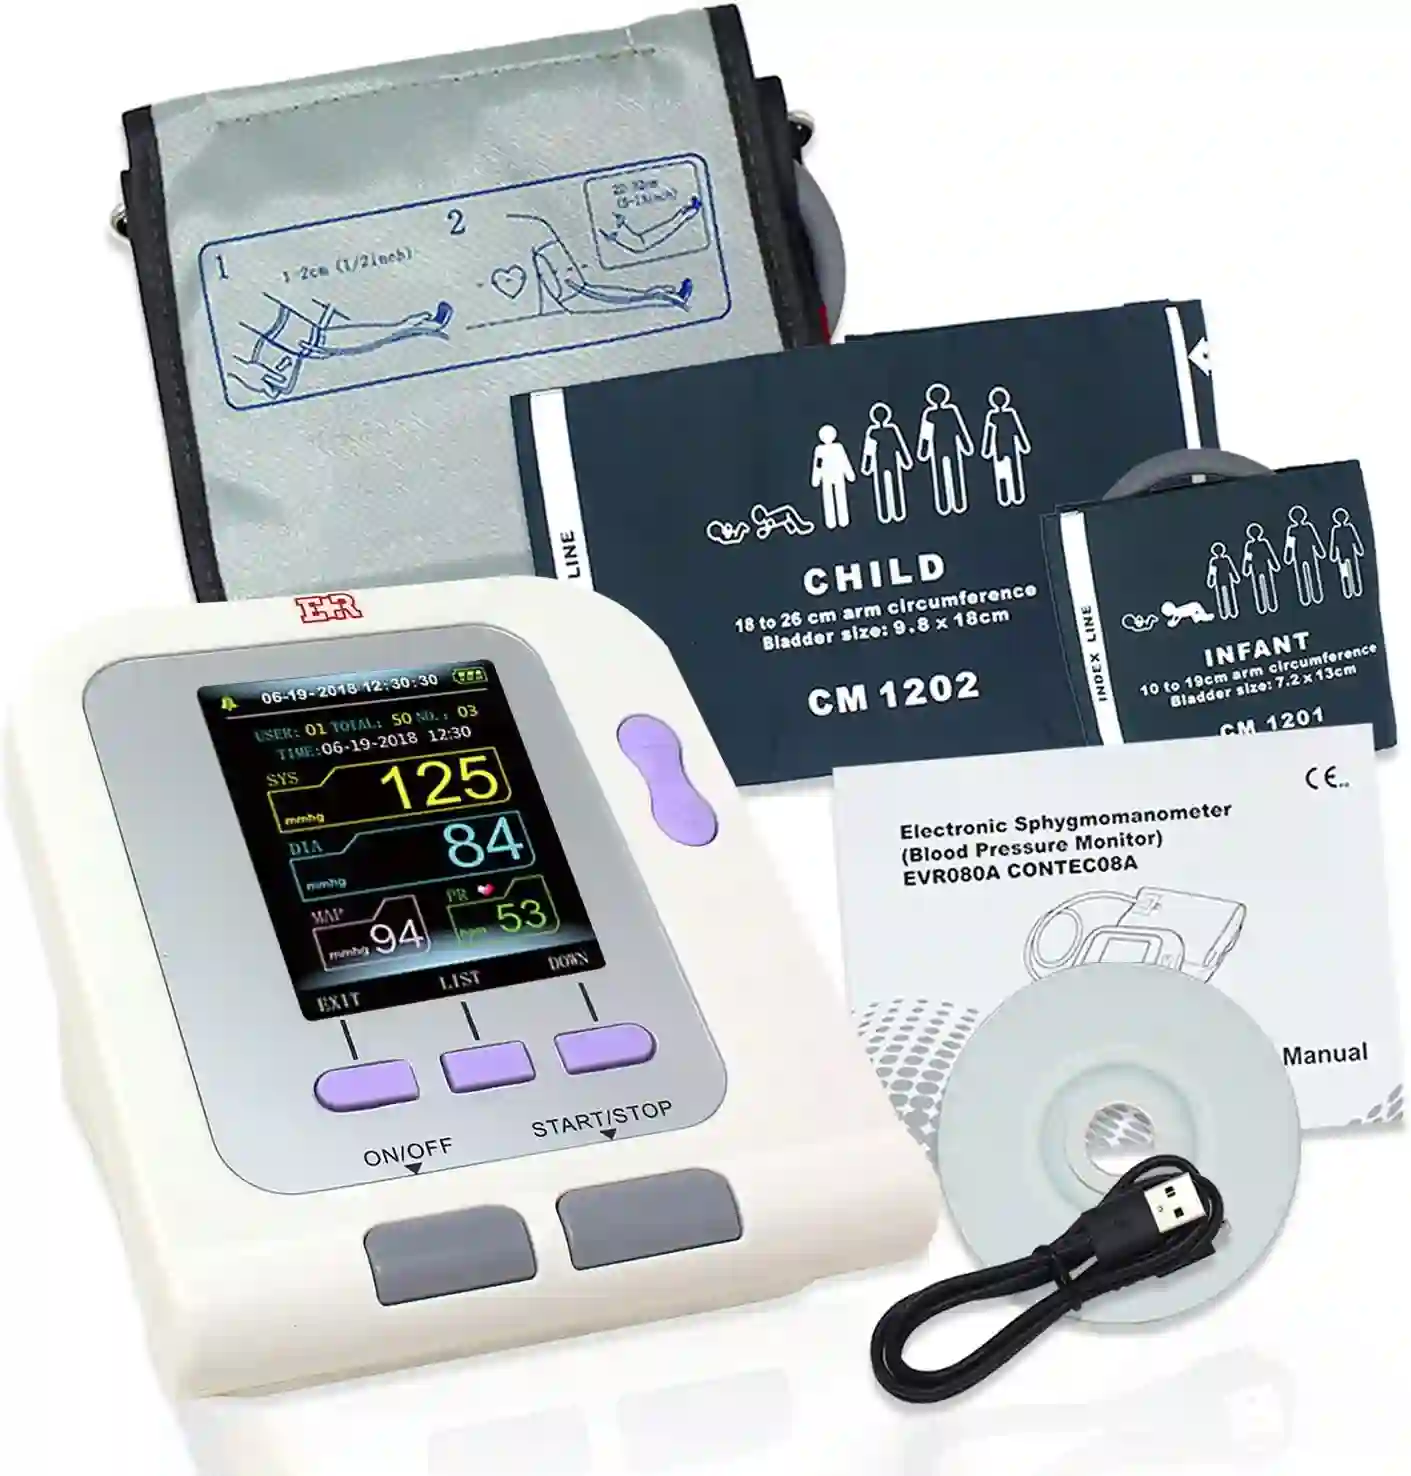 1
1~2cm (1/2inch)
2
INDEX LINE
CHILD
18 to 26 cm arm circumference
Bladder size: 9.8 x 18cm
CM 1202
INDEX LINE
INFANT
10 to 19cm arm circumference
Bladder size: 7.2 x 13cm
CM 1201
E+R
06-19-2018 12:30:30
USER: 01 TOTAL: 50 NO.: 03
TIME:06-19-2018 12:30
SYS
125
mmhg
DIA
84
mmhg
MAP
mmhg 94
PR
bpm 53
EXIT LIST DOWN
ON/OFF
START/STOP
CE
Electronic Sphygmomanometer
(Blood Pressure Monitor)
EVR080A CONTEC08A
Manual